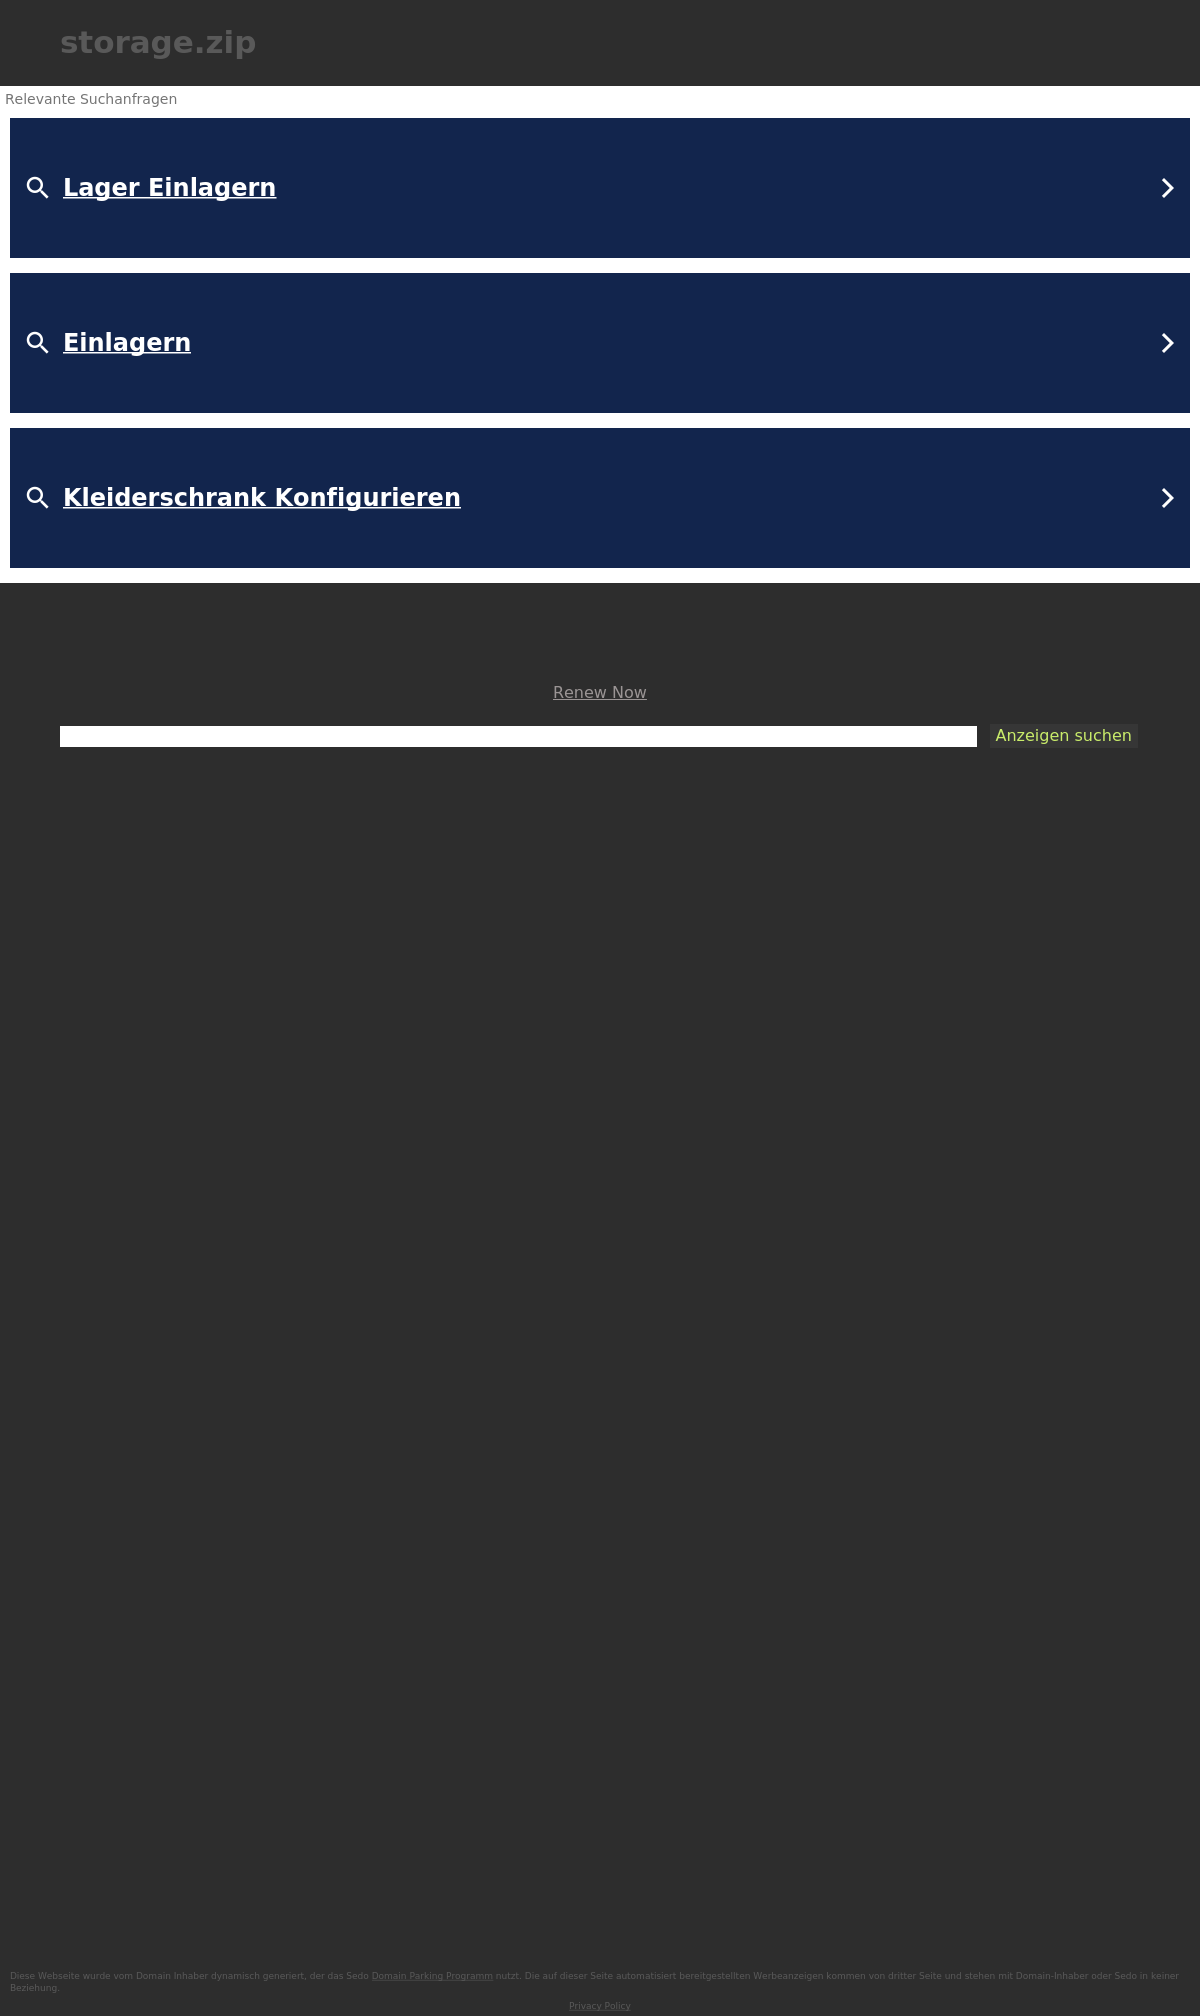 storage.zip
Relevante Suchanfragen
Lager Einlagern
Einlagern
Kleiderschrank Konfigurieren
Renew Now
Anzeigen suchen
Diese Webseite wurde vom Domain Inhaber dynamisch generiert, der das Sedo Domain Parking Programm nutzt. Die auf dieser Seite automatisiert bereitgestellten Werbeanzeigen kommen von dritter Seite und stehen mit Domain-Inhaber oder Sedo in keiner
Beziehung.
Privacy Policy